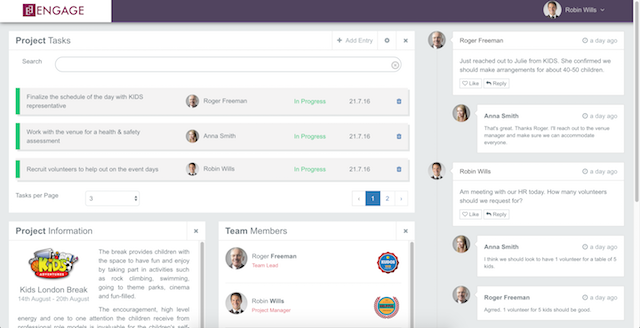 ENGAGE
Robin Wills
Project Tasks
Add Entry
Search
Finalize the schedule of the day with KIDS
representative
Roger Freeman
In Progress
21.7.16
Work with the venue for a health & safety
assessment
Anna Smith
In Progress
21.7.16
Recruit volunteers to help out on the event days
Robin Wills
In Progress
21.7.16
Tasks per Page
3
‹ 1 2 ›
Project Information
KiDS
ADVENTURES
Kids London Break
14th August - 20th August
The break provides children
with the space to have fun and enjoy
by taking part in activities such
as rock climbing, swimming,
going to theme parks, cinema
and fun-filled.
The encouragement, high level
energy and one to one attention the children receive from
professional role models is invaluable for the children's self-
Team Members
Roger Freeman
Team Lead
Robin Wills
Project Manager
Roger Freeman
a day ago
Just reached out to Julie from KIDS. She confirmed we
should make arrangements for about 40-50 children.
Like
Reply
Anna Smith
a day ago
That's great. Thanks Roger. I'll reach out to the venue
manager and make sure we can accommodate
everyone.
Robin Wills
a day ago
Am meeting with our HR today. How many volunteers
should we request for?
Like
Reply
Anna Smith
a day ago
I think we should look to have 1 volunteer for a table of 5
kids.
Roger Freeman
a day ago
Agreed. 1 volunteer for 5 kids should be good.